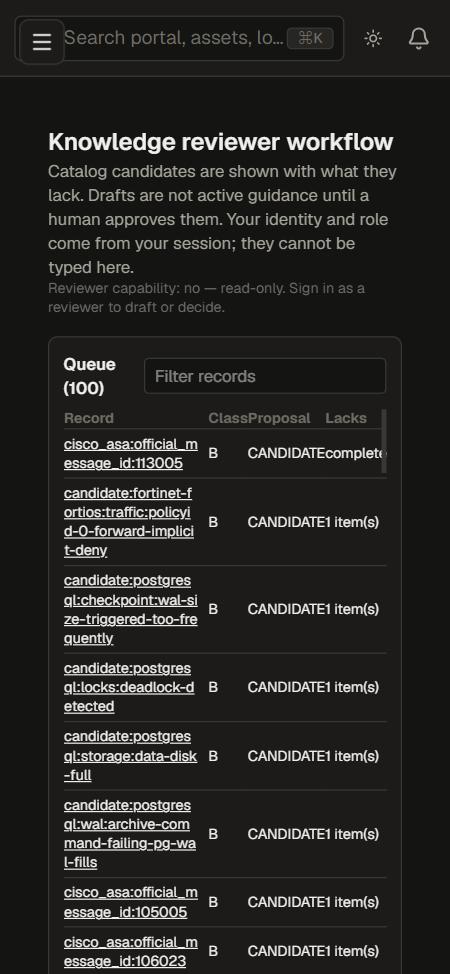 Search portal, assets, lo... ⌘K
Knowledge reviewer workflow
Catalog candidates are shown with what they
lack. Drafts are not active guidance until a
human approves them. Your identity and role
come from your session; they cannot be
typed here.
Reviewer capability: no — read-only. Sign in as a
reviewer to draft or decide.
Queue
(100)
Filter records
Record Class Proposal Lacks
cisco_asa:official_m
essage_id:113005
B CANDIDATE complete
candidate:fortinet-f
ortios:traffic:policyi
d-0-forward-implici
t-deny
B CANDIDATE 1 item(s)
candidate:postgres
ql:checkpoint:wal-si
ze-triggered-too-fre
quently
B CANDIDATE 1 item(s)
candidate:postgres
ql:locks:deadlock-d
etected
B CANDIDATE 1 item(s)
candidate:postgres
ql:storage:data-disk
-full
B CANDIDATE 1 item(s)
candidate:postgres
ql:wal:archive-com
mand-failing-pg-wa
l-fills
B CANDIDATE 1 item(s)
cisco_asa:official_m
essage_id:105005
B CANDIDATE 1 item(s)
cisco_asa:official_m
essage_id:106023
B CANDIDATE 1 item(s)